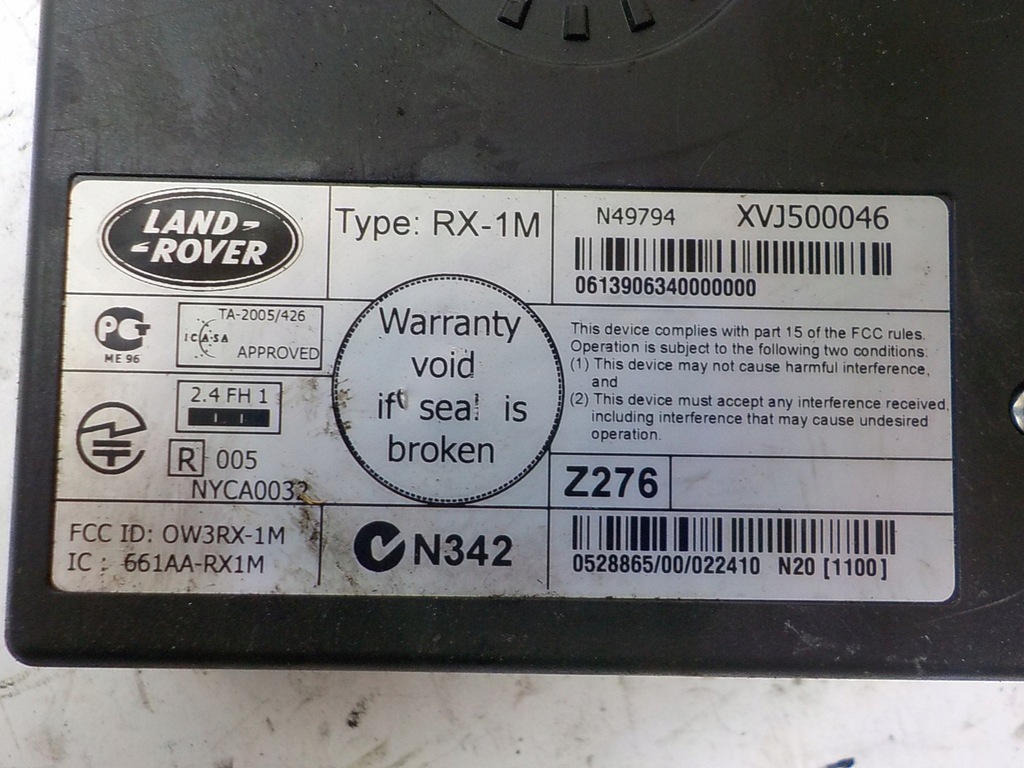 LAND
ROVER
Type: RX-1M
N49794 XVJ500046
0613906340000000
ME 96
TA-2005/426
ICASA
APPROVED
Warranty
void
if seal is
broken
This device complies with part 15 of the FCC rules.
Operation is subject to the following two conditions:
(1) This device may not cause harmful interference,
and
(2) This device must accept any interference received,
including interference that may cause undesired
operation.
2.4 FH 1
R 005
NYCA0032
Z276
FCC ID: OW3RX-1M
IC : 661AA-RX1M
N342
0528865/00/022410 N20 [1100]